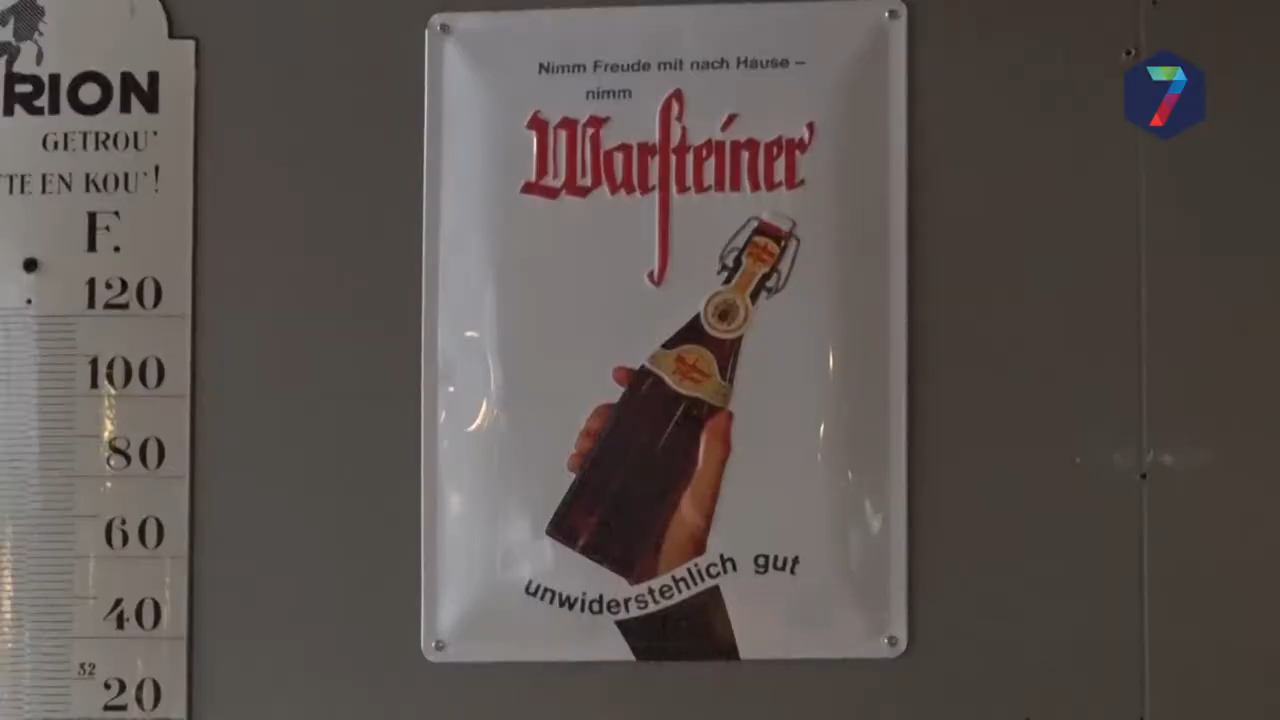 RION
GETROU'
TE EN KOU'!
F.
120
100
80
60
40
32
20
Nimm Freude mit nach Hause –
nimm
Warsteiner
unwiderstehlich gut
7